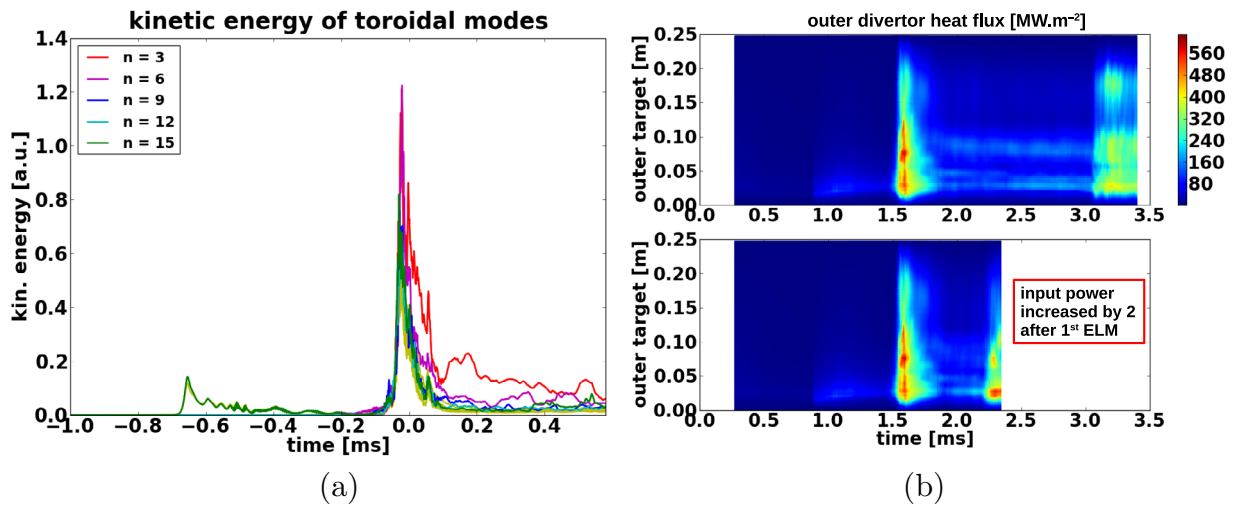 kinetic energy of toroidal modes
kin. energy [a.u.]
1.4
1.2
1.0
0.8
0.6
0.4
0.2
0.0
n = 3
n = 6
n = 9
n = 12
n = 15
−1.0 −0.8 −0.6 −0.4 −0.2 0.0 0.2 0.4
time [ms]
(a)
outer divertor heat flux [MW.m⁻²]
outer target [m]
0.25
0.20
0.15
0.10
0.05
0.00
0.0 0.5 1.0 1.5 2.0 2.5 3.0 3.5
560
480
400
320
240
160
80
outer target [m]
0.25
0.20
0.15
0.10
0.05
0.00
input power
increased by 2
after 1ˢᵗ ELM
0.0 0.5 1.0 1.5 2.0 2.5 3.0 3.5
time [ms]
(b)